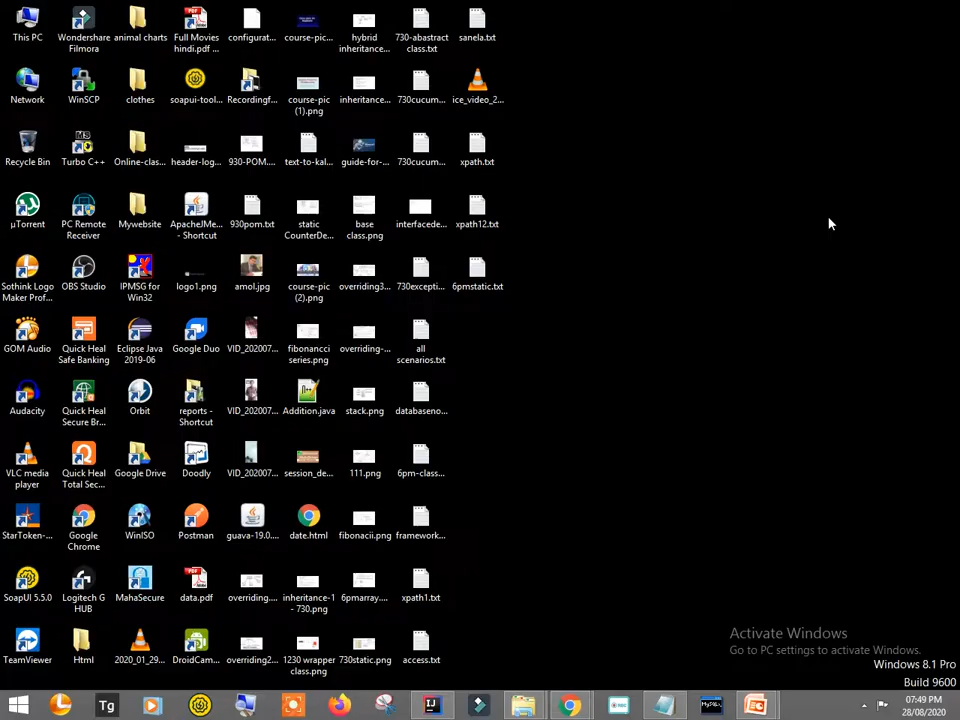 This PC
Wondershare
Filmora
animal charts
Full Movies
hindi.pdf ...
configurat...
course-pic...
hybrid
inheritance...
730-abstract
class.txt
sanela.txt
Network
WinSCP
clothes
soapui-tool...
Recordingf...
course-pic
(1).png
inheritance...
730cucum...
ice_video_2...
Recycle Bin
Turbo C++
Online-clas...
header-log...
930-POM....
text-to-kal...
guide-for-...
730cucum...
xpath.txt
µTorrent
PC Remote
Receiver
Mywebsite
ApacheJMe...
- Shortcut
930pom.txt
static
CounterDe...
base
class.png
interfacede...
xpath12.txt
Sothink Logo
Maker Prof...
OBS Studio
IPMSG for
Win32
logo1.png
amol.jpg
course-pic
(2).png
overriding3...
730excepti...
6pmstatic.txt
GOM Audio
Quick Heal
Safe Banking
Eclipse Java
2019-06
Google Duo
VID_202007...
fibonancci
series.png
overriding-...
all
scenarios.txt
Audacity
Quick Heal
Secure Br...
Orbit
reports -
Shortcut
VID_202007...
Addition.java
stack.png
databaseno...
VLC media
player
Quick Heal
Total Sec...
Google Drive
Doodly
VID_202007...
session_de...
111.png
6pm-class...
StarToken-...
Google
Chrome
WinISO
Postman
guava-19.0....
date.html
fibonacii.png
framework...
SoapUI 5.5.0
Logitech G
HUB
MahaSecure
data.pdf
overriding....
inheritance-1
- 730.png
6pmarray....
xpath1.txt
TeamViewer
Html
2020_01_29...
DroidCam...
overriding2...
1230 wrapper
class.png
730static.png
access.txt
Activate Windows
Go to PC settings to activate Windows.
Windows 8.1 Pro
Build 9600
Tg
07:49 PM
28/08/2020